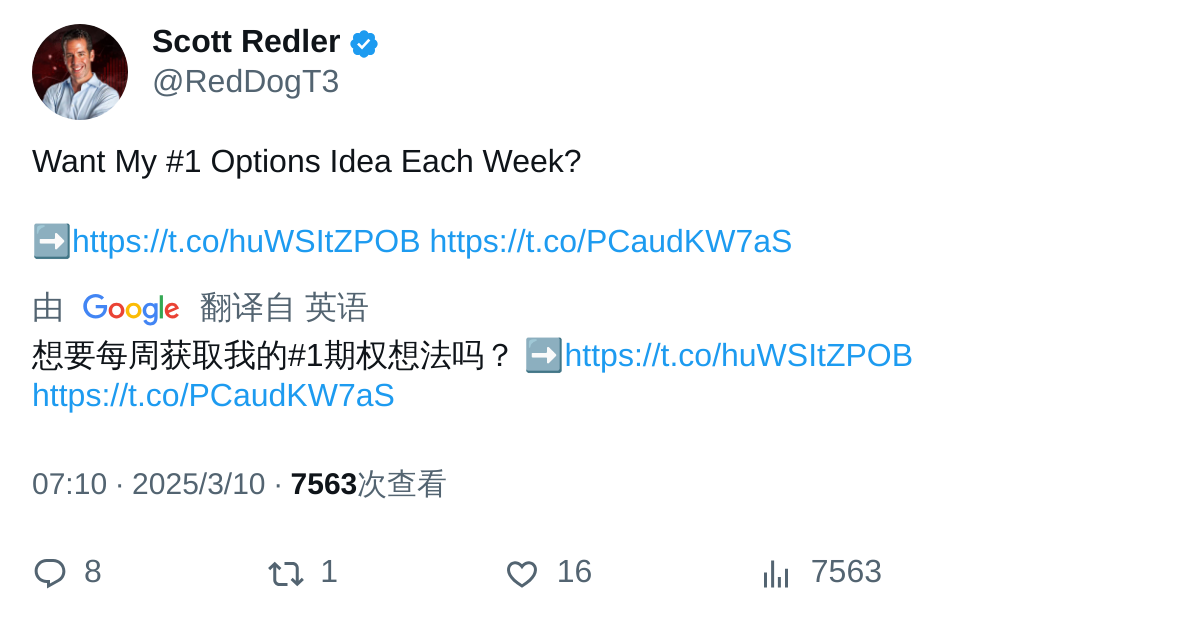 Scott Redler
@RedDogT3
Want My #1 Options Idea Each Week?
➡️https://t.co/huWSItZPOB https://t.co/PCaudKW7aS
由 Google 翻译自 英语
想要每周获取我的#1期权想法吗？ ➡️https://t.co/huWSItZPOB
https://t.co/PCaudKW7aS
07:10 · 2025/3/10 · 7563次查看
8 1 16 7563